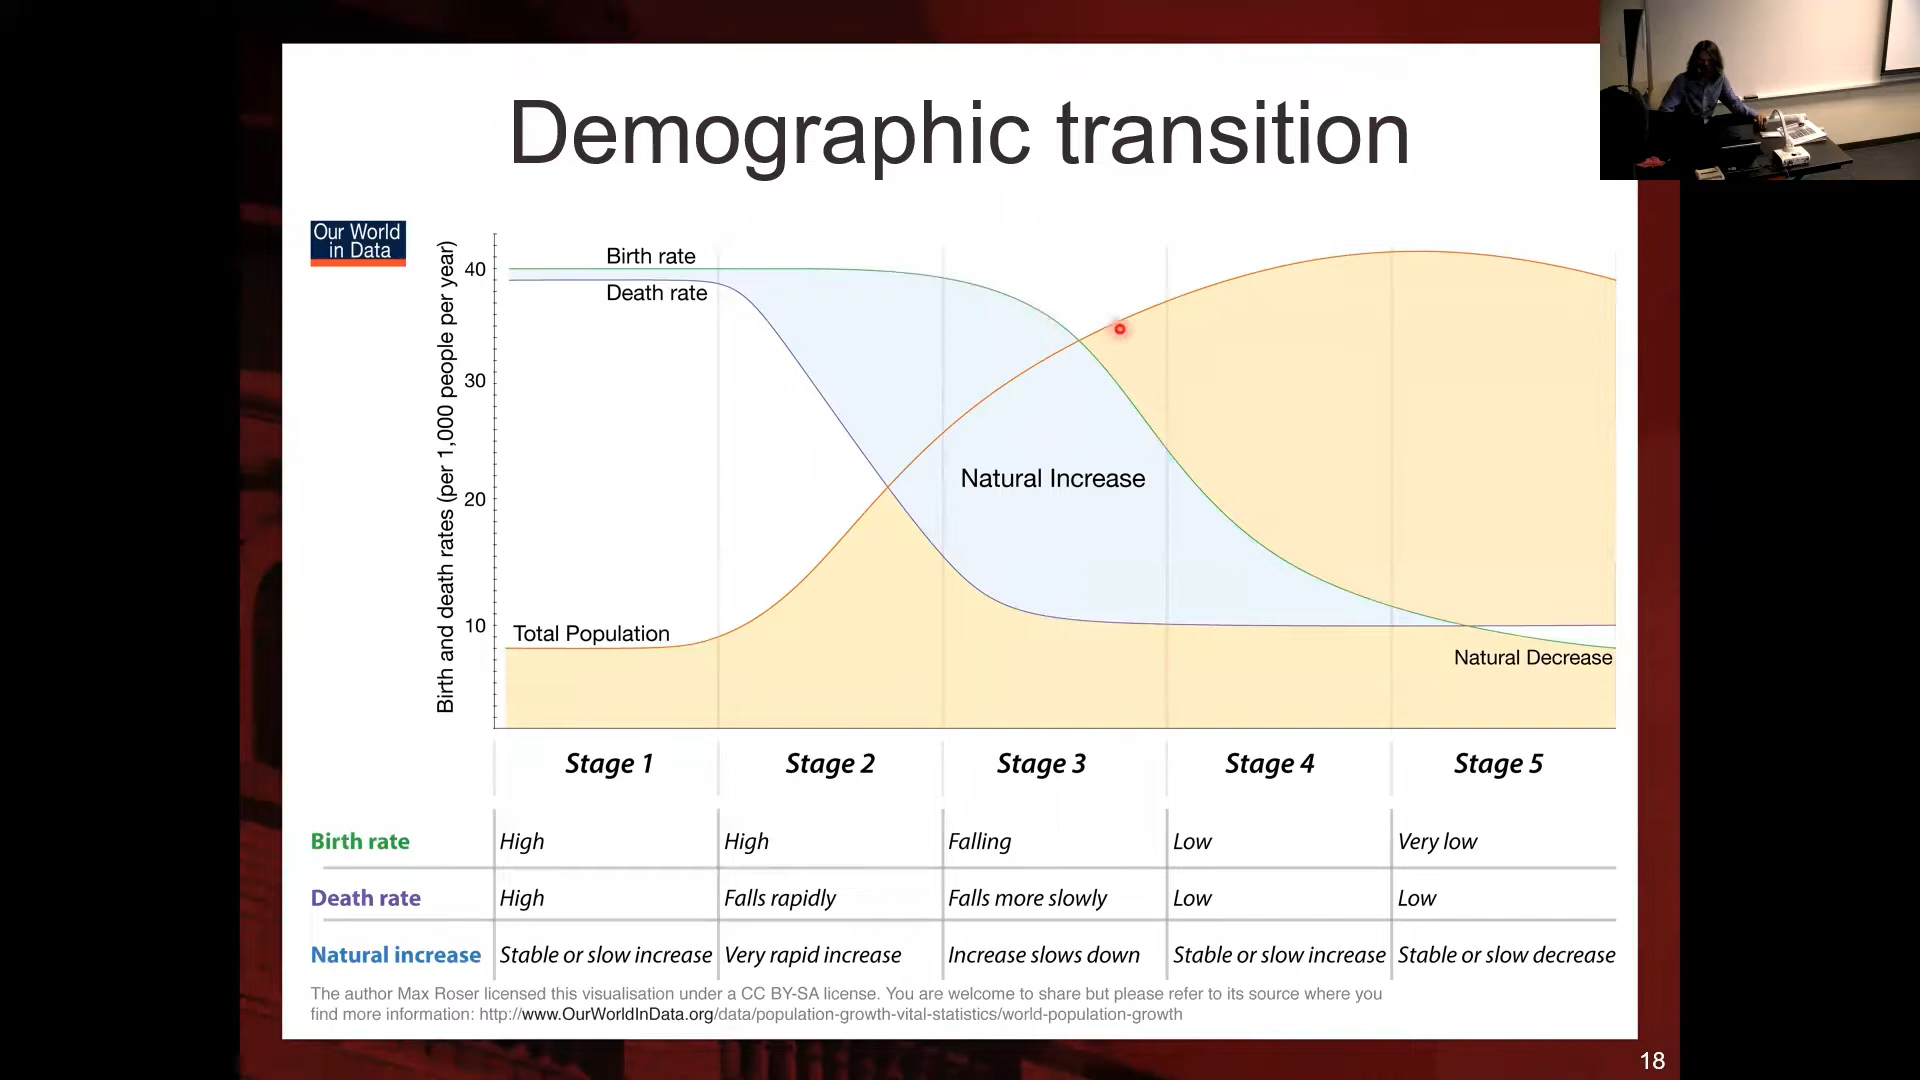 Demographic transition
Our World
in Data
Birth and death rates (per 1,000 people per year)
40
30
20
10
Birth rate
Death rate
Natural Increase
Total Population
Natural Decrease
Stage 1 Stage 2 Stage 3 Stage 4 Stage 5
Birth rate High High Falling Low Very low
Death rate High Falls rapidly Falls more slowly Low Low
Natural increase Stable or slow increase Very rapid increase Increase slows down Stable or slow increase Stable or slow decrease
The author Max Roser licensed this visualisation under a CC BY-SA license. You are welcome to share but please refer to its source where you
find more information: http://www.OurWorldInData.org/data/population-growth-vital-statistics/world-population-growth
18